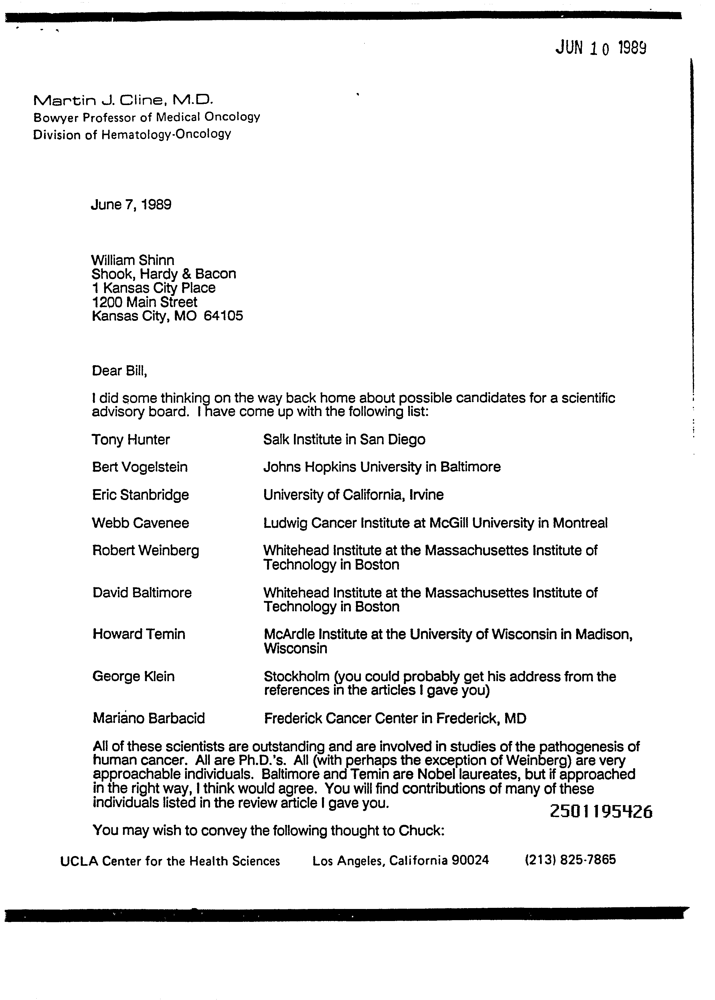 JUN 10 1989
Martin J. Cline, M.D.
Bowyer Professor of Medical Oncology
Division of Hematology-Oncology
June 7, 1989
William Shinn
Shook, Hardy & Bacon
1 Kansas City Place
1200 Main Street
Kansas City, MO 64105
Dear Bill,
I did some thinking on the way back home about possible candidates for a scientific
advisory board. I have come up with the following list:
Tony Hunter Salk Institute in San Diego
Bert Vogelstein Johns Hopkins University in Baltimore
Eric Stanbridge University of California, Irvine
Webb Cavenee Ludwig Cancer Institute at McGill University in Montreal
Robert Weinberg Whitehead Institute at the Massachusettes Institute of
Technology in Boston
David Baltimore Whitehead Institute at the Massachusettes Institute of
Technology in Boston
Howard Temin McArdle Institute at the University of Wisconsin in Madison,
Wisconsin
George Klein Stockholm (you could probably get his address from the
references in the articles I gave you)
Mariano Barbacid Frederick Cancer Center in Frederick, MD
All of these scientists are outstanding and are involved in studies of the pathogenesis of
human cancer. All are Ph.D.'s. All (with perhaps the exception of Weinberg) are very
approachable individuals. Baltimore and Temin are Nobel laureates, but if approached
in the right way, I think would agree. You will find contributions of many of these
individuals listed in the review article I gave you.
2501195426
You may wish to convey the following thought to Chuck:
UCLA Center for the Health Sciences Los Angeles, California 90024 (213) 825-7865